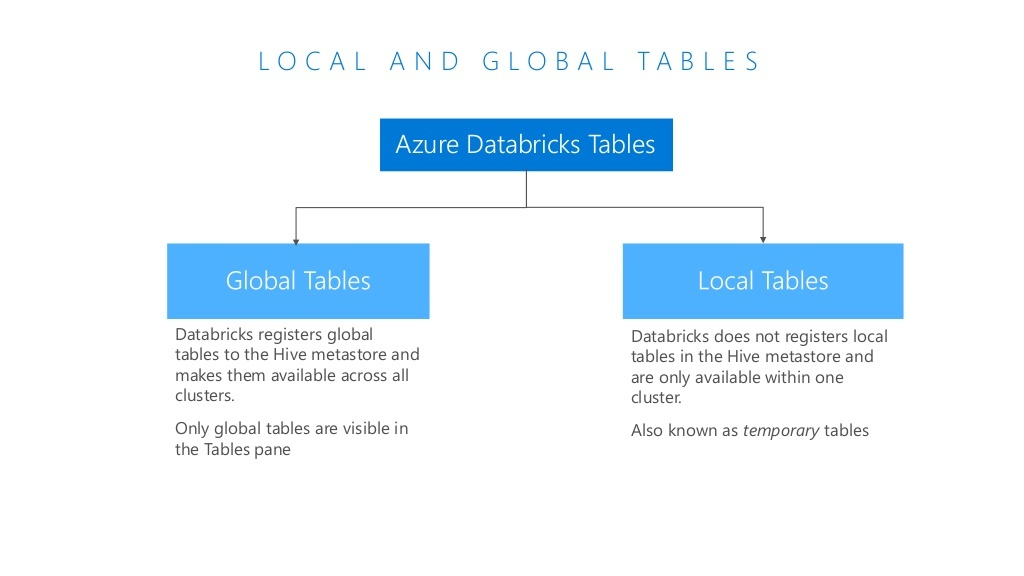 LOCAL AND GLOBAL TABLES
Azure Databricks Tables
Global Tables
Databricks registers global
tables to the Hive metastore and
makes them available across all
clusters.
Only global tables are visible in
the Tables pane
Local Tables
Databricks does not registers local
tables in the Hive metastore and
are only available within one
cluster.
Also known as temporary tables